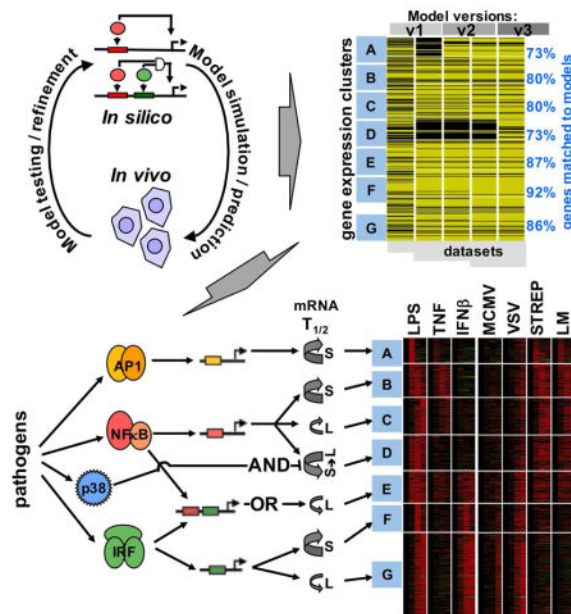 Model testing / refinement
Model simulation / prediction
In silico
In vivo
Model versions:
v1 v2 v3
gene expression clusters
A
B
C
D
E
F
G
73%
80%
80%
73%
87%
92%
86%
genes matched to models
datasets
mRNA
T1/2
LPS
TNF
IFNβ
MCMV
VSV
STREP
LM
pathogens
AP1
NFκB
p38
IRF
AND
OR
S
S
L
S→L
L
S
L
A
B
C
D
E
F
G